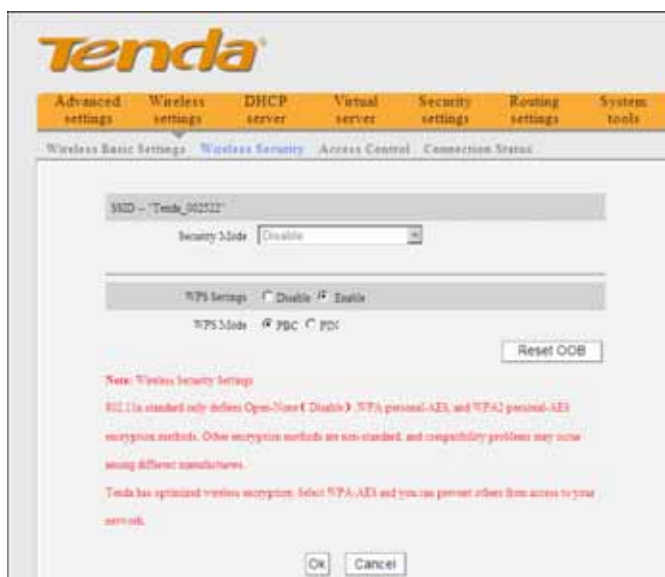 Tenda
Advanced settings
Wireless settings
DHCP server
Virtual server
Security settings
Routing settings
System tools
Wireless Basic Settings Wireless Security Access Control Connection Status
SSID -- "Tenda_002522"
Security Mode Disable
WPS Settings Disable Enable
WPS Mode PBC PIN
Reset OOB
Note: Wireless Security Settings
802.11n standard only defines Open-None ( Disable ) ,WPA personal-AES, and WPA2 personal-AES
encryption methods. Other encryption methods are non-standard, and compatibility problems may occur
among different manufactures.
Tenda has optimized wireless encryption. Select WPA-AES and you can prevent others from access to your
network.
Ok Cancel